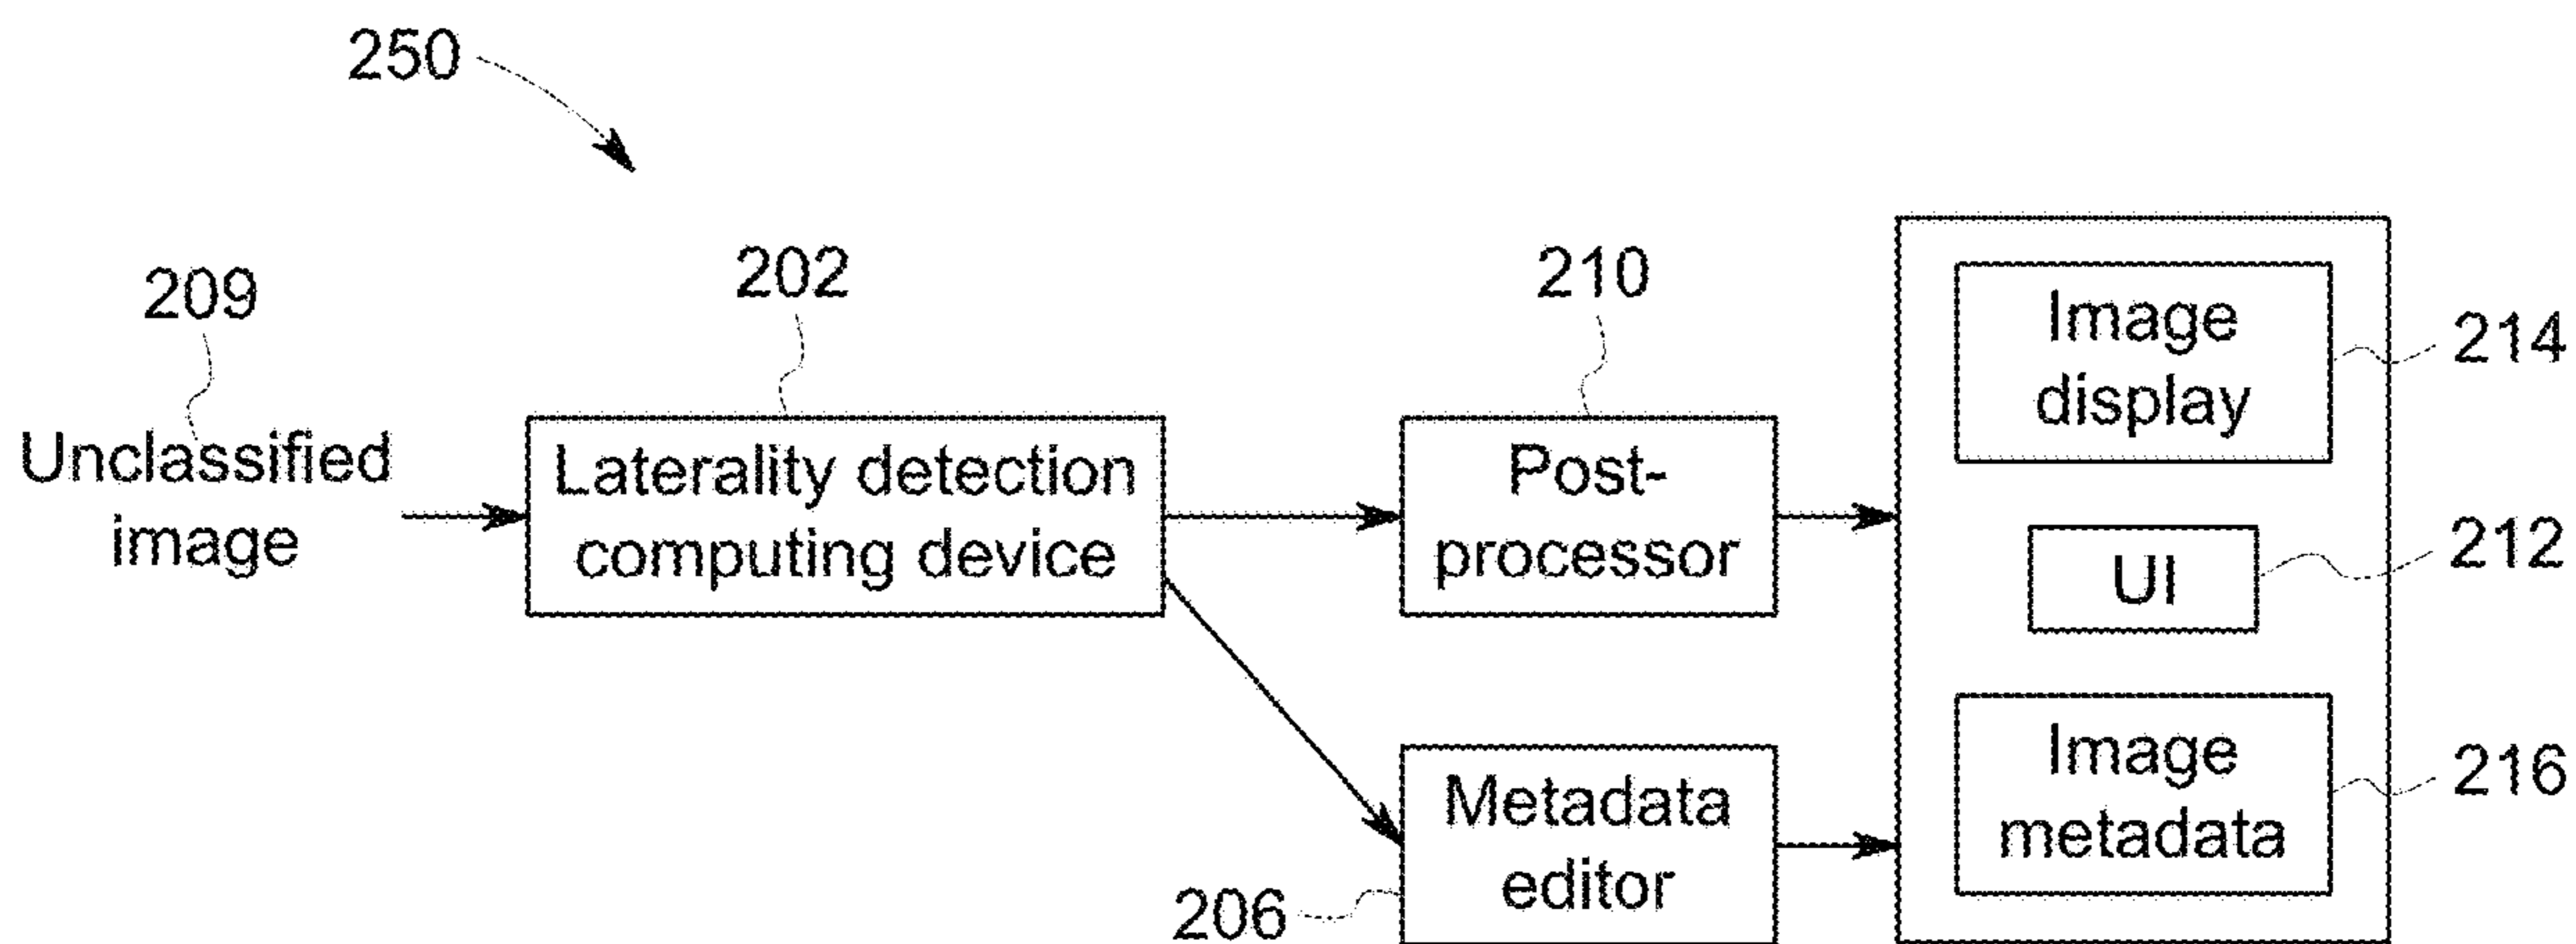 250
209
202
210
Unclassified
image
Laterality detection
computing device
Post-
processor
Image
display
214
UI
212
Metadata
editor
206
Image
metadata
216